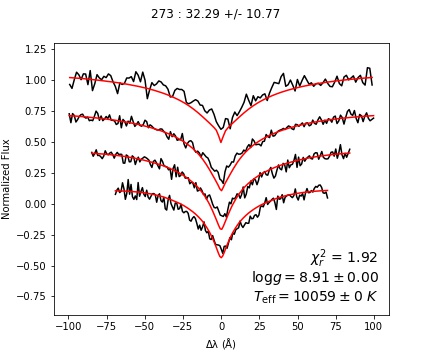 273 : 32.29 +/- 10.77
Normalized Flux
1.25
1.00
0.75
0.50
0.25
0.00
−0.25
−0.50
−0.75
χ²ᵣ = 1.92
log g = 8.91 ± 0.00
T_eff = 10059 ± 0 K
−100 −75 −50 −25 0 25 50 75 100
Δλ (Å)